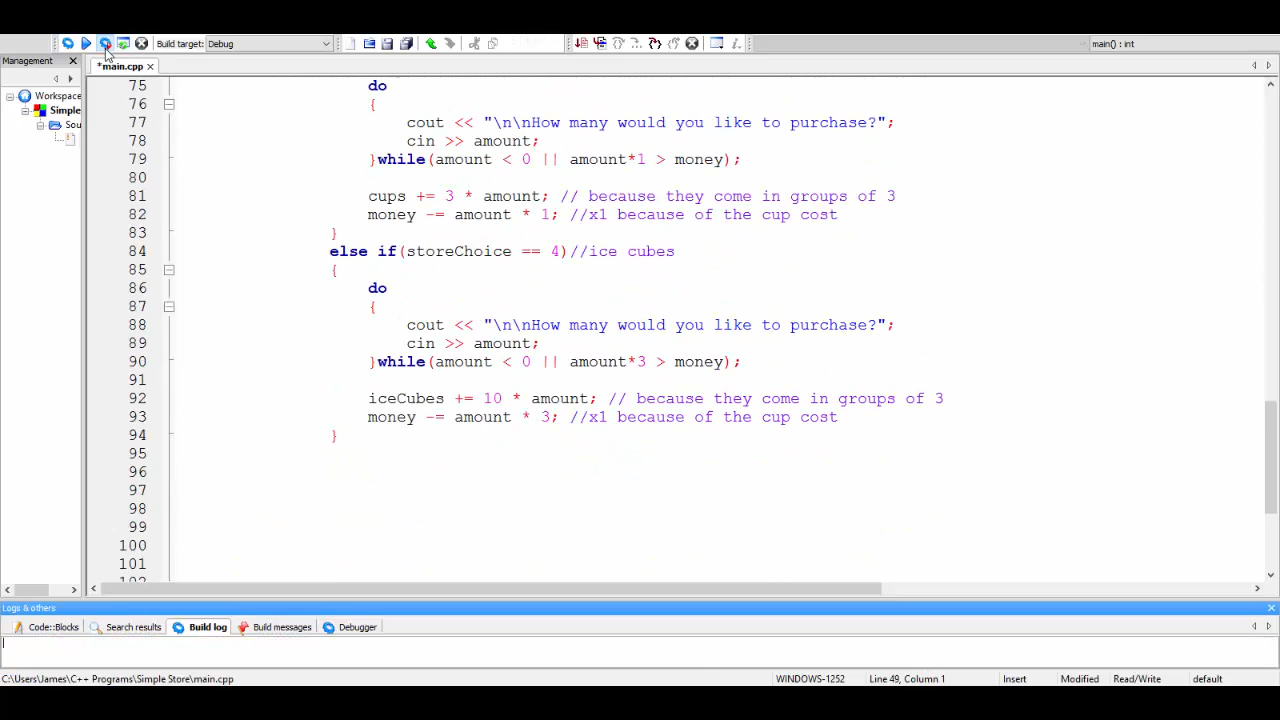 Build target: Debug main() : int
Management *main.cpp
Workspace
Simple
Sou
75 do
76 {
77 cout << "\n\nHow many would you like to purchase?";
78 cin >> amount;
79 }while(amount < 0 || amount*1 > money);
80
81 cups += 3 * amount; // because they come in groups of 3
82 money -= amount * 1; //x1 because of the cup cost
83 }
84 else if(storeChoice == 4)//ice cubes
85 {
86 do
87 {
88 cout << "\n\nHow many would you like to purchase?";
89 cin >> amount;
90 }while(amount < 0 || amount*3 > money);
91
92 iceCubes += 10 * amount; // because they come in groups of 3
93 money -= amount * 3; //x1 because of the cup cost
94 }
95
96
97
98
99
100
101
102
Logs & others
Code::Blocks Search results Build log Build messages Debugger
C:\Users\James\C++ Programs\Simple Store\main.cpp WINDOWS-1252 Line 49, Column 1 Insert Modified Read/Write default